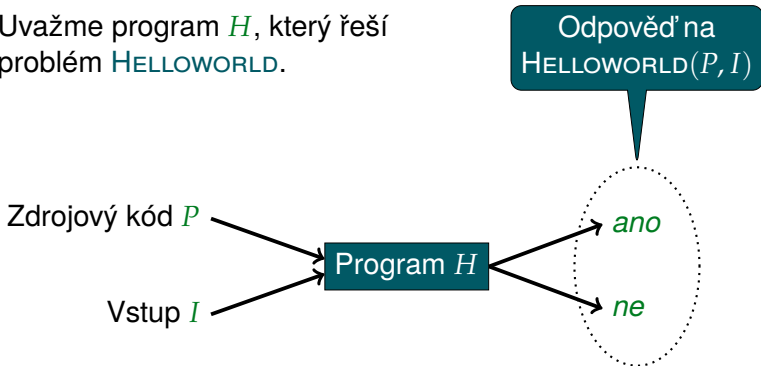 Uvažme program H, který řeší
problém HELLOWORLD.
Odpověď na
HELLOWORLD(P, I)
Zdrojový kód P
Vstup I
Program H
ano
ne